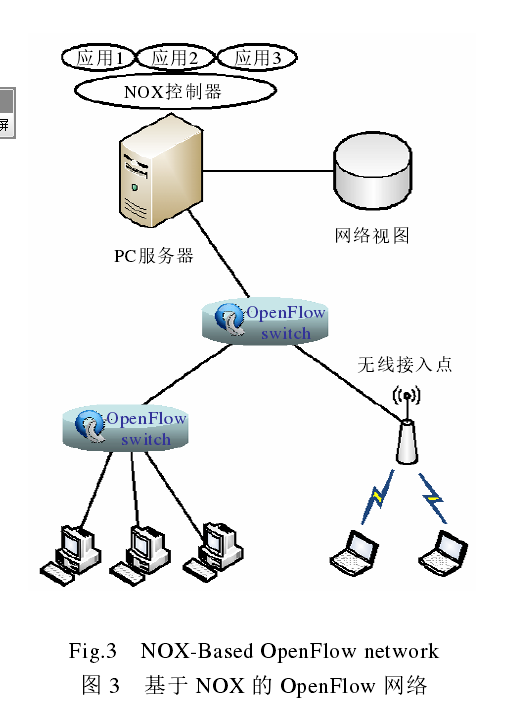 应用1 应用2 应用3
NOX控制器
屏
网络视图
PC服务器
OpenFlow
switch
无线接入点
OpenFlow
switch
Fig.3 NOX-Based OpenFlow network
图 3 基于 NOX 的 OpenFlow 网络